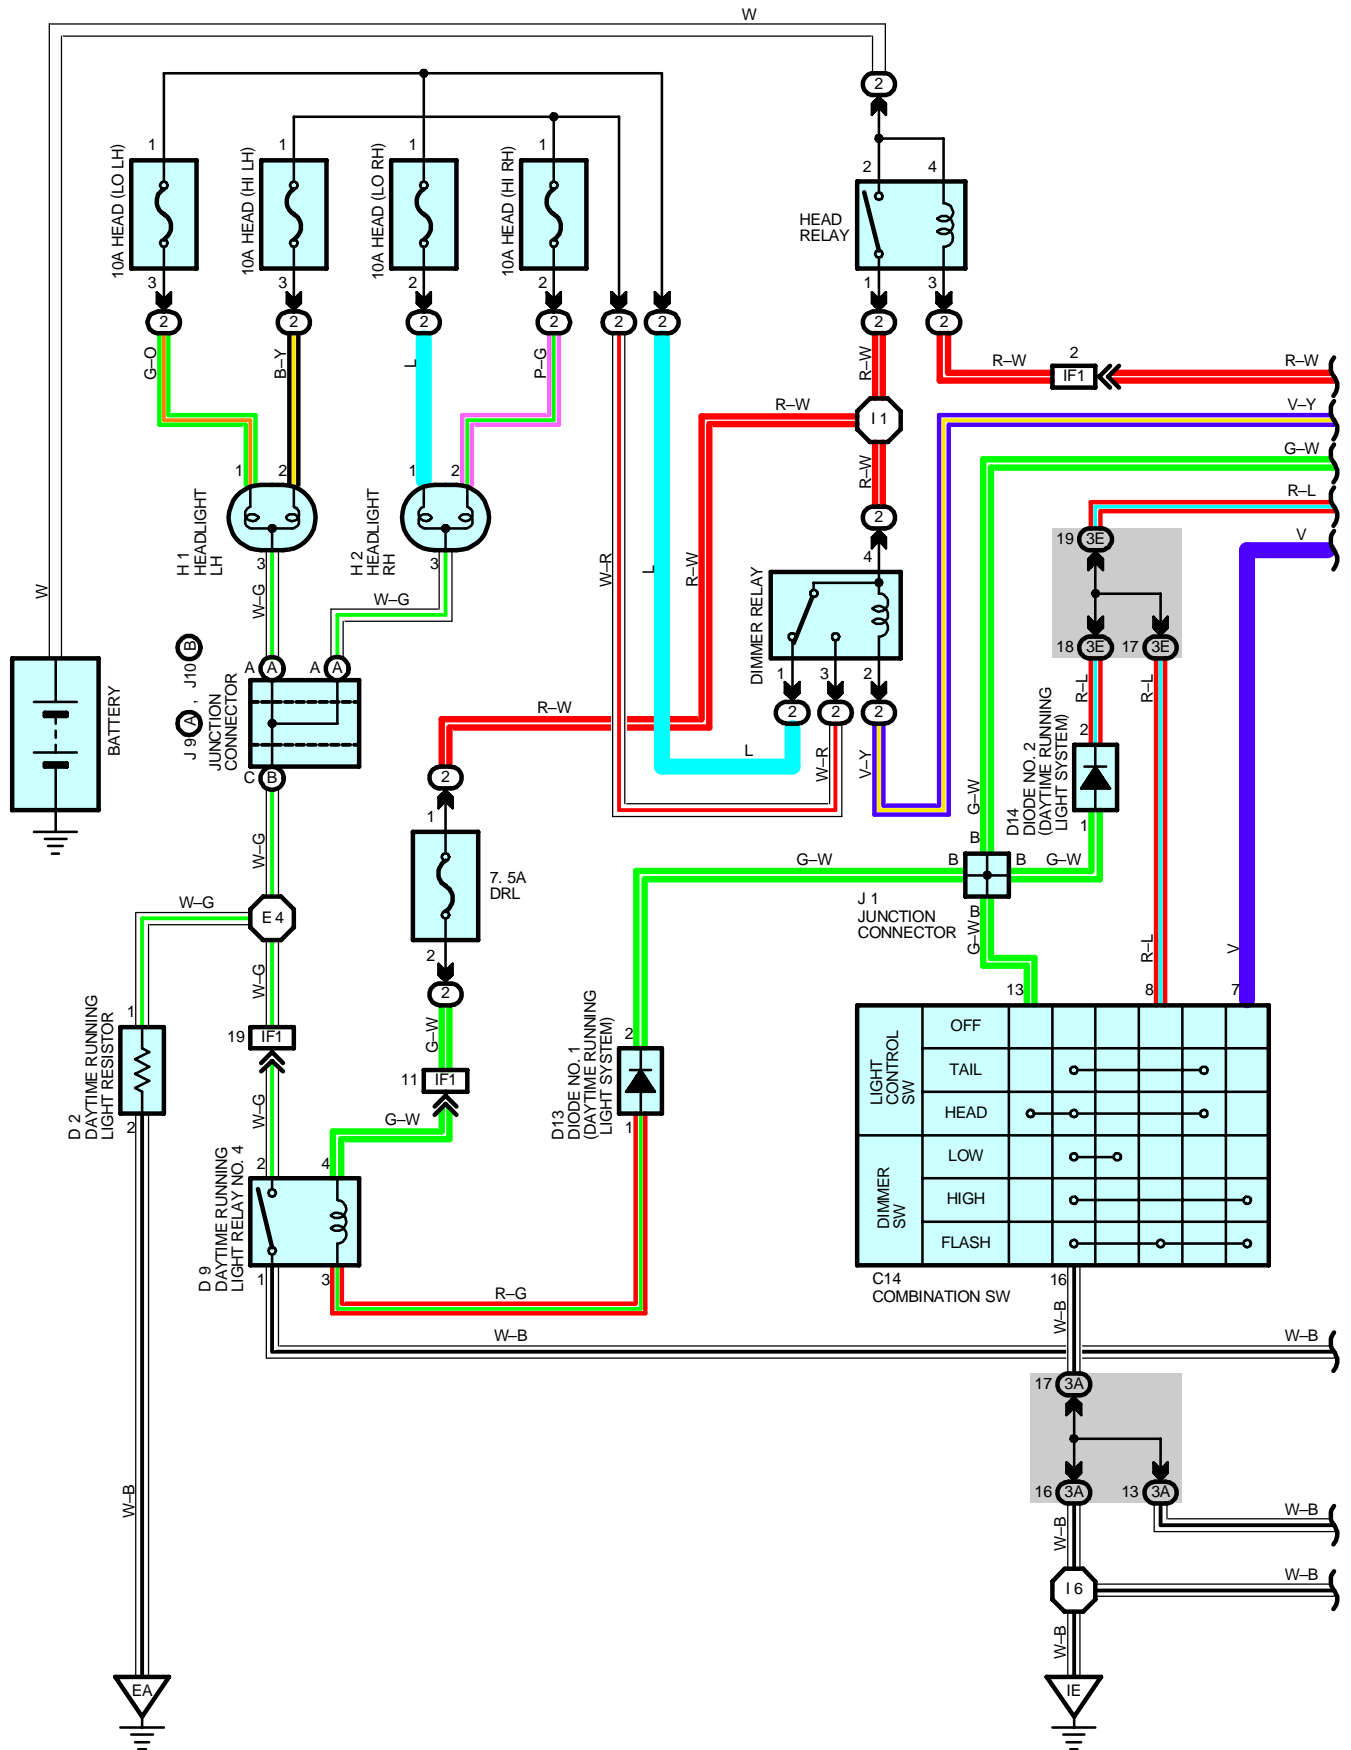 W
2
1
1
1
1
10A HEAD (LO LH)
10A HEAD (HI LH)
10A HEAD (LO RH)
10A HEAD (HI RH)
2
4
HEAD
RELAY
3
3
2
2
1
3
2
2
2
2
2
2
2
2
G–O
B–Y
L
P–G
R–W
R–W
2
IF1
R–W
R–W
V–Y
I 1
G–W
R–W
1
2
1
2
R–L
2
H 1
HEADLIGHT
LH
3
H 2
HEADLIGHT
RH
3
W–R
L
R–W
19
3E
V
4
W
W–G
W–G
DIMMER RELAY
18
3E
17
3E
J 9 A , J10 B
JUNCTION
CONNECTOR
A
A
A
A
1
3
2
R–L
R–L
BATTERY
R–W
2
2
2
2
D14
DIODE NO. 2
(DAYTIME RUNNING
LIGHT SYSTEM)
L
W–R
V–Y
C
B
2
G–W
1
1
B
W–G
7. 5A
DRL
G–W
B
B
G–W
J 1
JUNCTION
CONNECTOR
B
W–G
E 4
G–W
R–L
V
W–G
2
2
13
8
7
D 2
DAYTIME RUNNING
LIGHT RESISTOR
1
19
IF1
G–W
D13
DIODE NO. 1
(DAYTIME RUNNING
LIGHT SYSTEM)
2
LIGHT
CONTROL
SW
OFF
11
IF1
TAIL
W–G
G–W
HEAD
2
1
2
4
DIMMER
SW
LOW
D 9
DAYTIME RUNNING
LIGHT RELAY NO. 4
HIGH
FLASH
1
3
C14
COMBINATION SW
16
R–G
W–B
W–B
W–B
17
3A
W–B
16
3A
13
3A
W–B
W–B
I 6
W–B
W–B
EA
IE